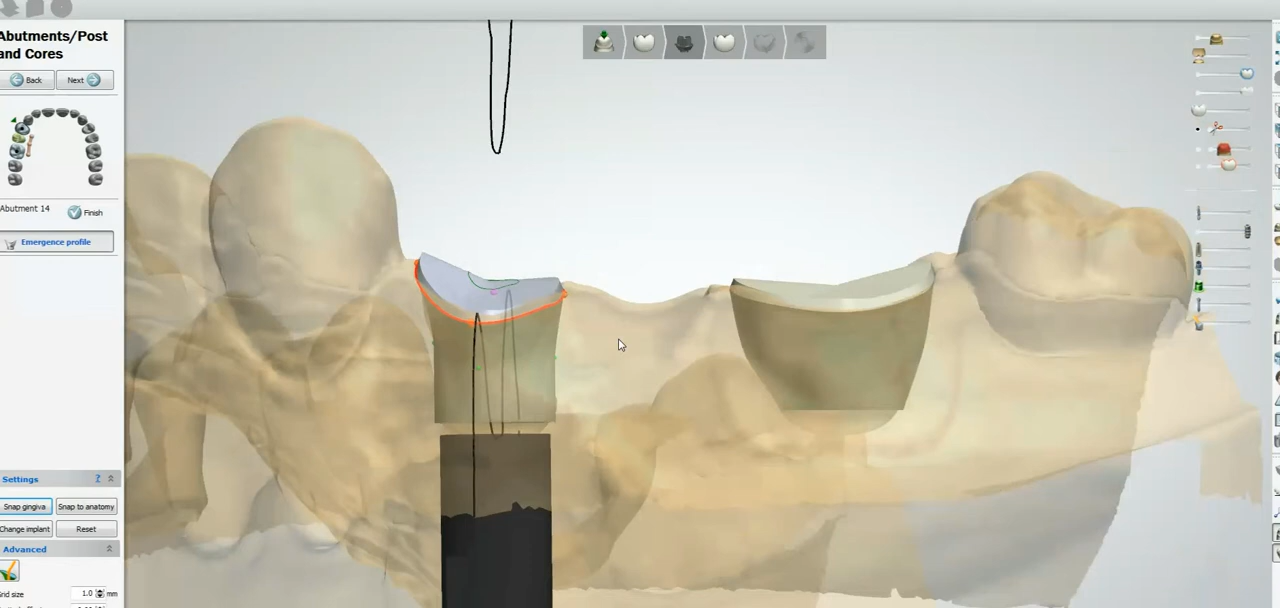 Abutments/Post
and Cores
Back
Next
Abutment 14
Finish
Emergence profile
Settings ?
Snap gingiva
Snap to anatomy
Change implant
Reset
Advanced
Grid size 1.0 mm